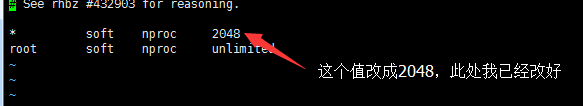 # See rhbz #432903 for reasoning.
* soft nproc 2048
root soft nproc unlimited
这个值改成2048，此处我已经改好
~
~
~